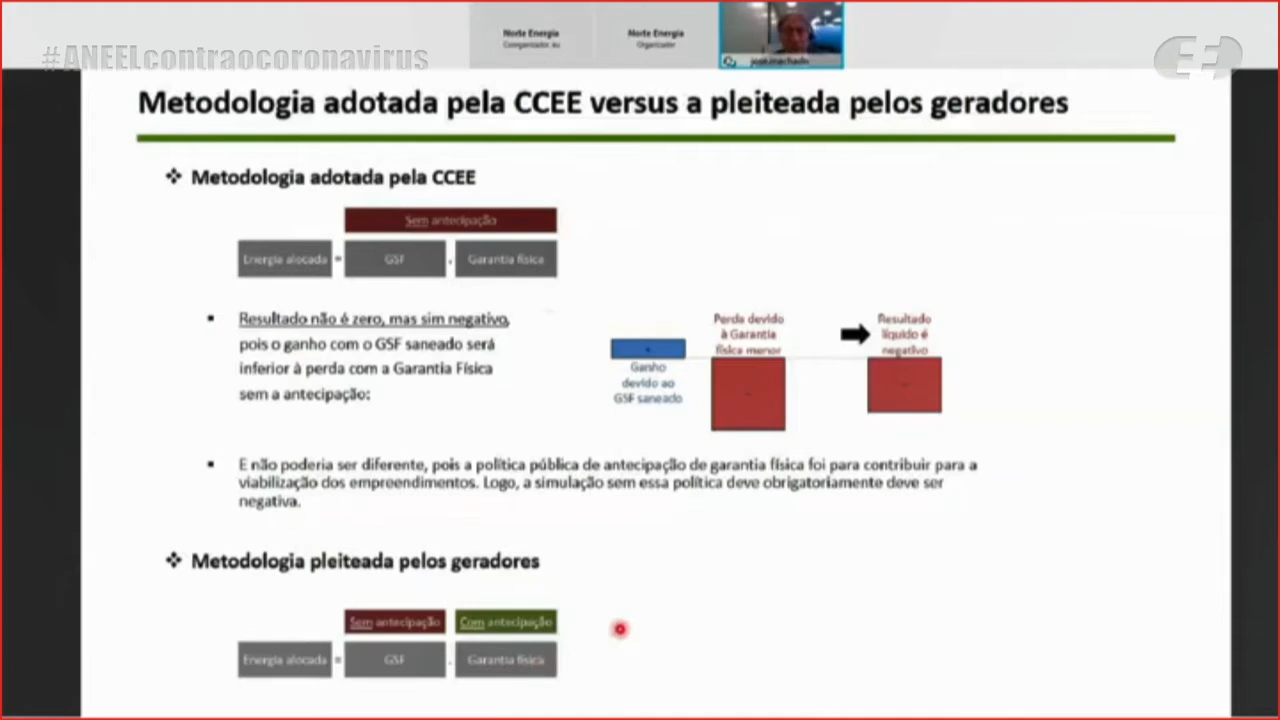 Norte Energia
Norte Energia
Organizador
#ANEELcontraocoronavirus
jose.machado
Metodologia adotada pela CCEE versus a pleiteada pelos geradores
Metodologia adotada pela CCEE
Sem antecipação
Energia alocada = GSF . Garantia física
Resultado não é zero, mas sim negativo,
pois o ganho com o GSF saneado será
inferior à perda com a Garantia Física
sem a antecipação:
Ganho
devido ao
GSF saneado
Perda devido
à Garantia
física menor
Resultado
líquido é
negativo
E não poderia ser diferente, pois a política pública de antecipação de garantia física foi para contribuir para a
viabilização dos empreendimentos. Logo, a simulação sem essa política deve obrigatoriamente deve ser
negativa.
Metodologia pleiteada pelos geradores
Sem antecipação Com antecipação
Energia alocada = GSF . Garantia física